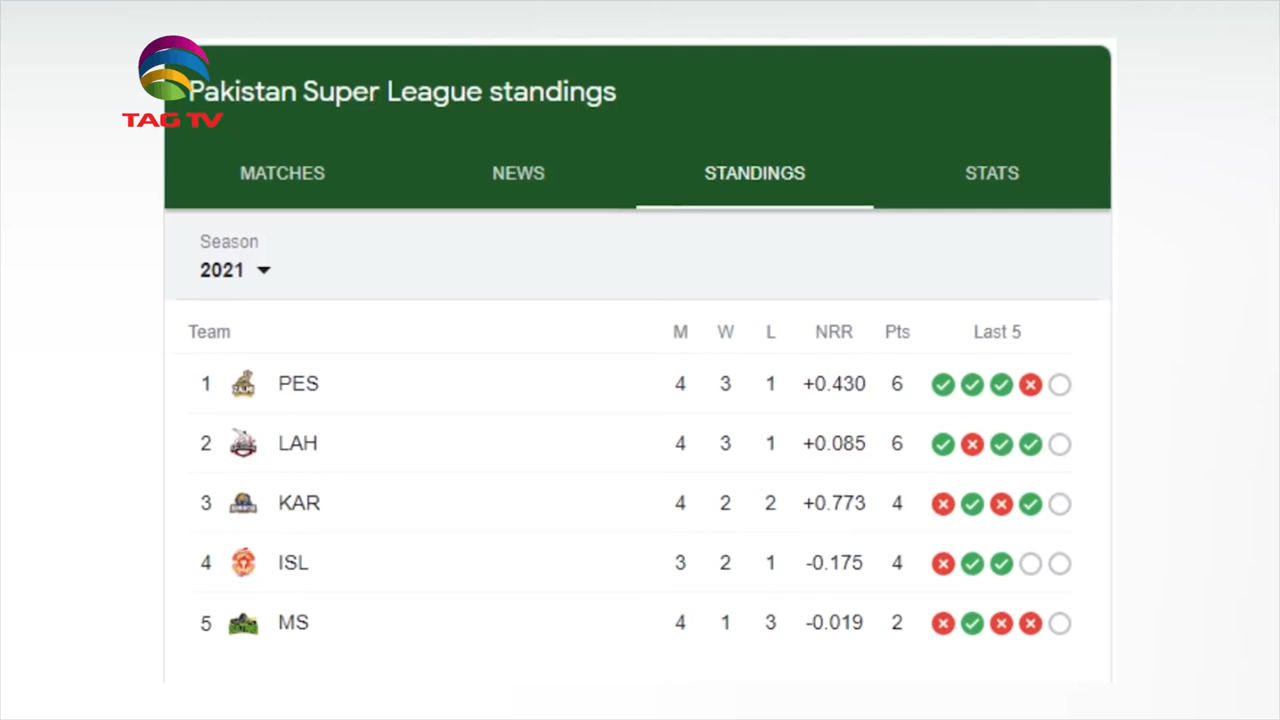 TAG TV
Pakistan Super League standings
MATCHES NEWS STANDINGS STATS
Season
2021
Team M W L NRR Pts Last 5
1 PES 4 3 1 +0.430 6
2 LAH 4 3 1 +0.085 6
3 KAR 4 2 2 +0.773 4
4 ISL 3 2 1 -0.175 4
5 MS 4 1 3 -0.019 2